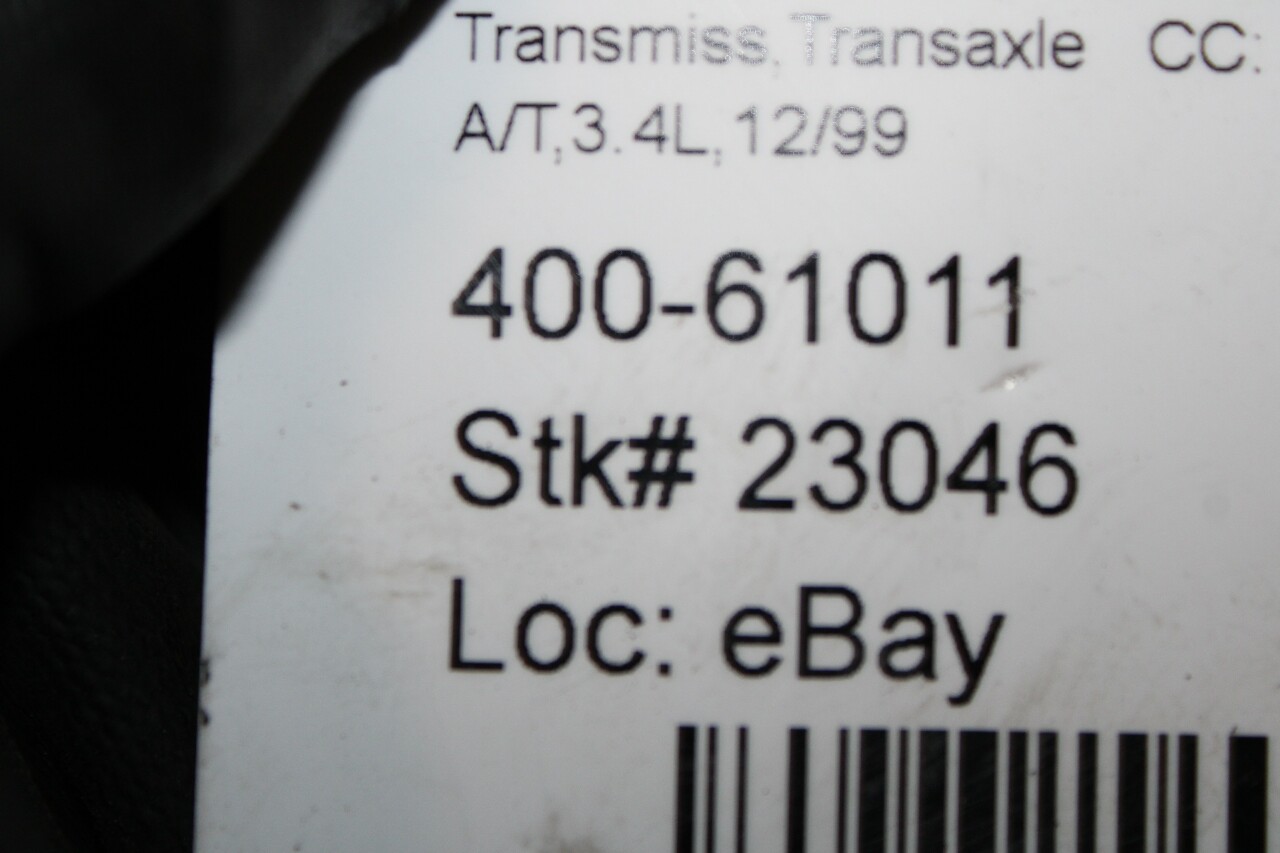 Transmiss,Transaxle CC:
A/T,3.4L,12/99
400-61011
Stk# 23046
Loc: eBay